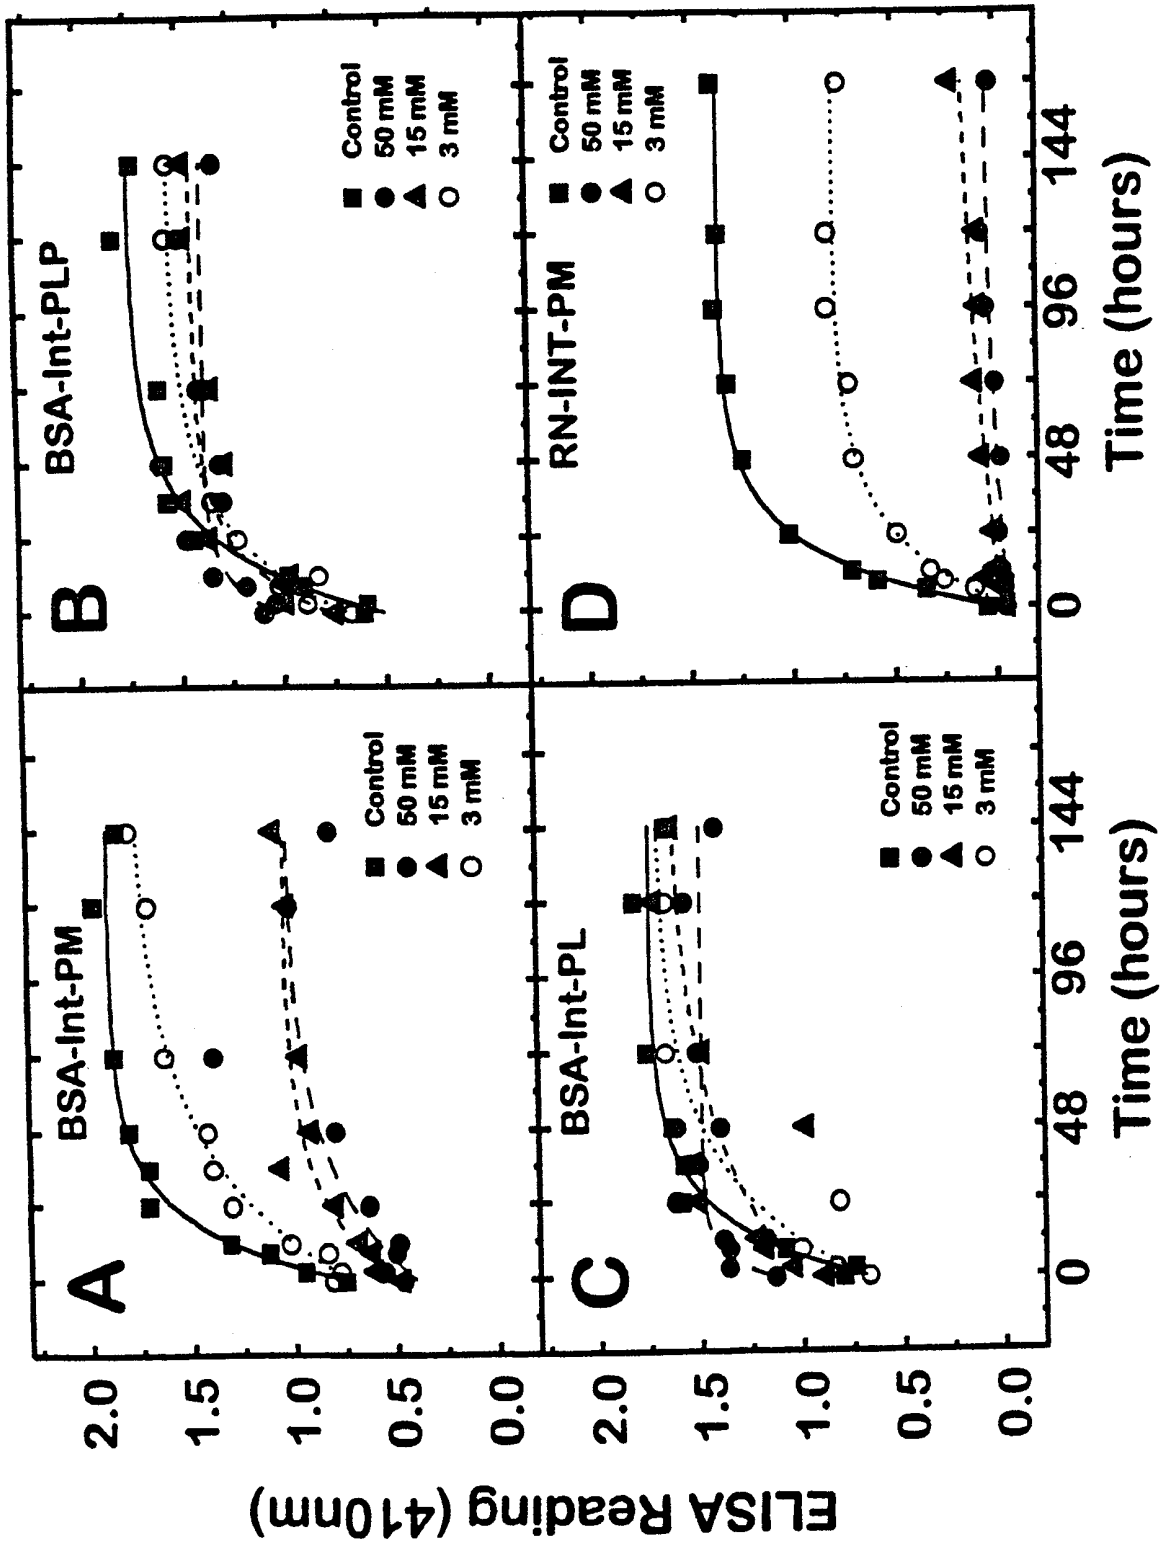 ELISA Reading (410nm)
A
BSA-Int-PM
Control
50 mM
15 mM
3 mM
2.0
1.5
1.0
0.5
0.0
B
BSA-Int-PLP
Control
50 mM
15 mM
3 mM
C
BSA-Int-PL
Control
50 mM
15 mM
3 mM
2.0
1.5
1.0
0.5
0.0
0 48 96 144
Time (hours)
D
RN-INT-PM
Control
50 mM
15 mM
3 mM
0 48 96 144
Time (hours)